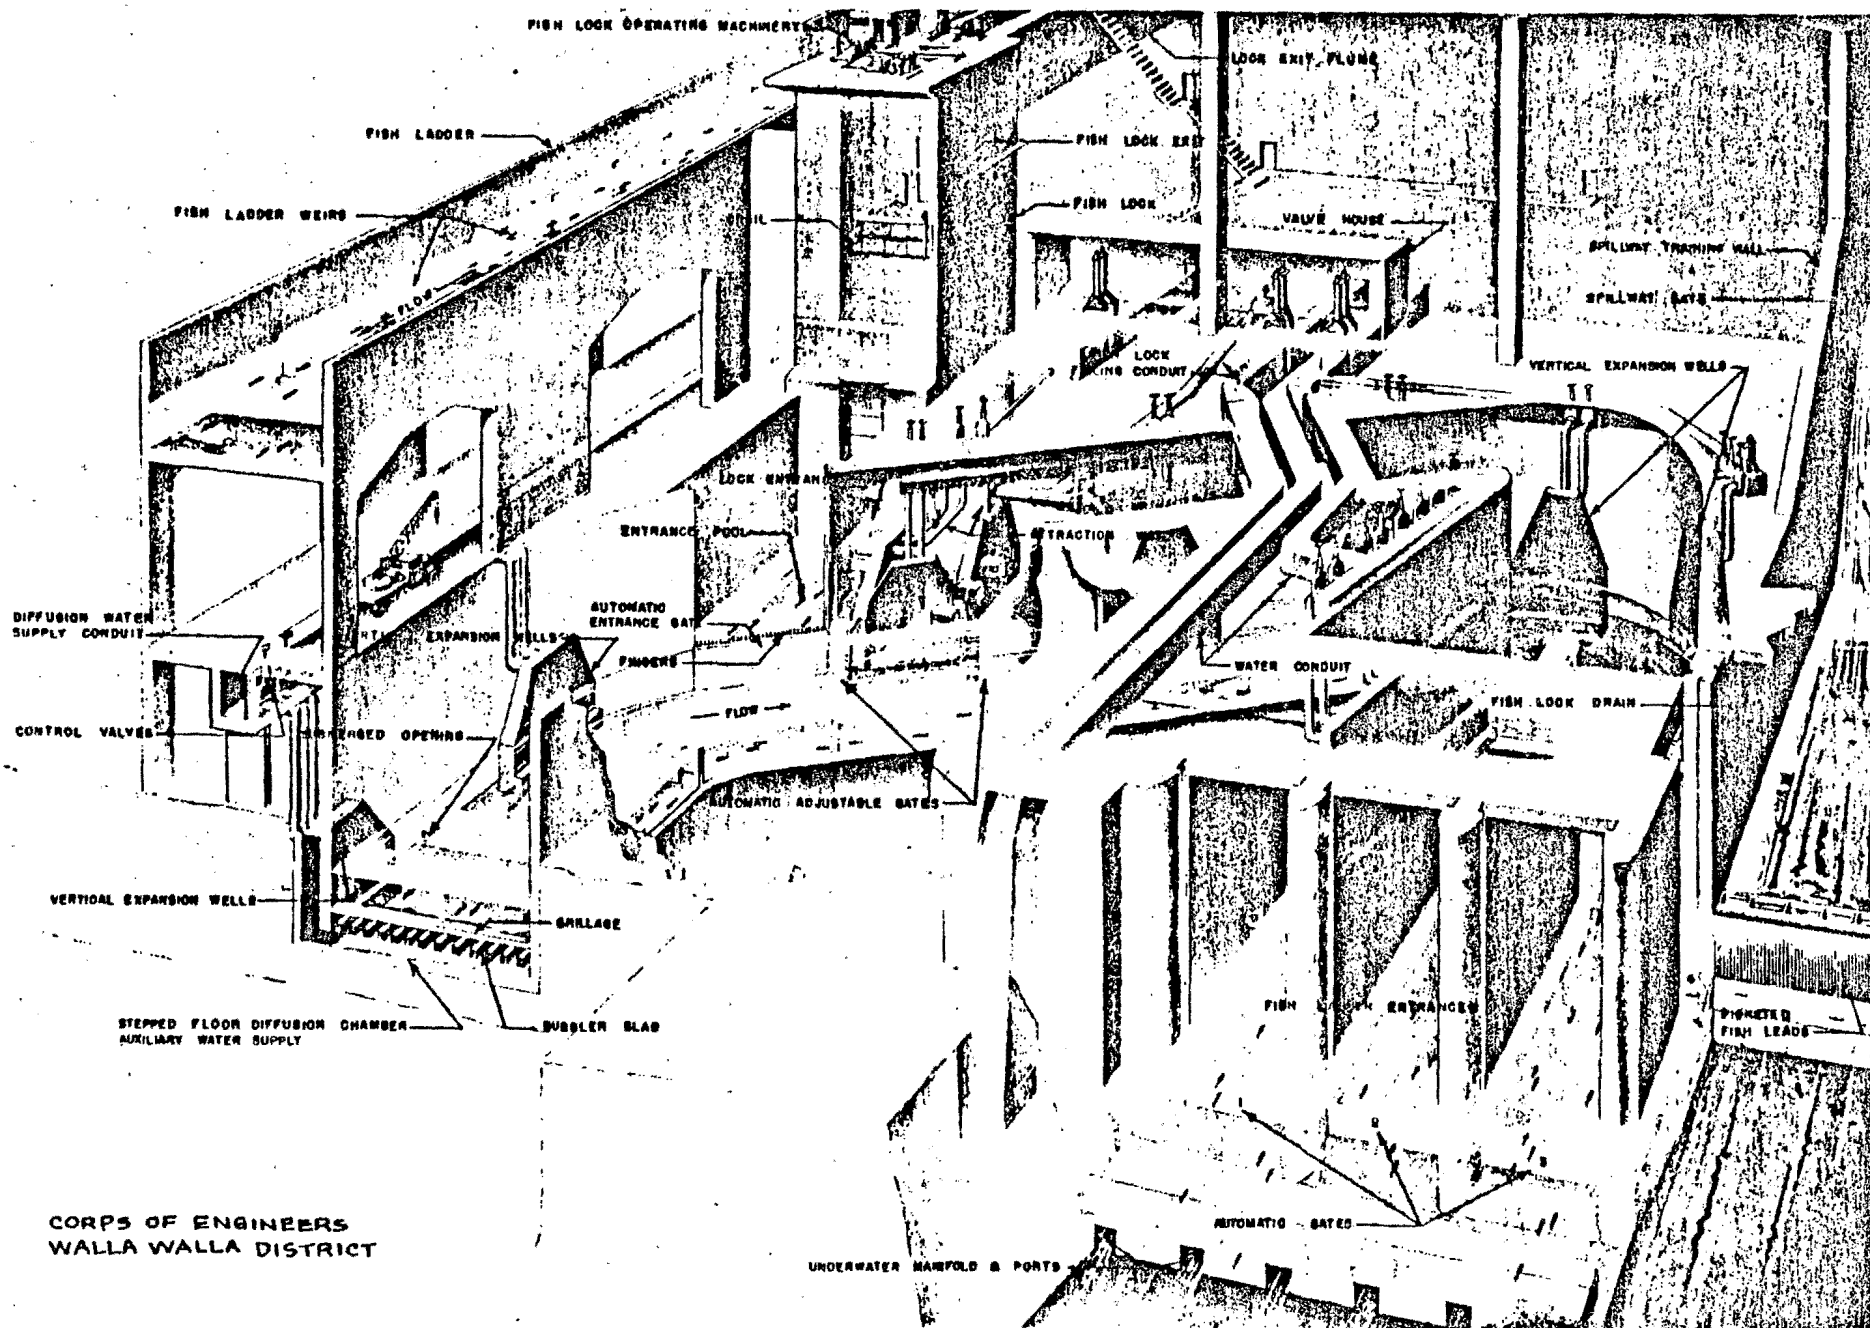 FISH LOCK OPERATING MACHINERY
LOCK EXIT FLUME
FISH LADDER
FISH LOCK EXIT
FISH LADDER WEIRS
FISH LOCK
VALVE HOUSE
SPILLWAY TRAINING WALL
FLOW
SPILLWAY GATE
LOCK
CONDUIT
VERTICAL EXPANSION WELLS
LOCK
ENTRANCE POOL
ATTRACTION
AUTOMATIC
ENTRANCE
DIFFUSION WATER
SUPPLY CONDUIT
EXPANSION WELLS
FINGERS
WATER CONDUIT
FISH LOCK DRAIN
FLOW
CONTROL VALVES
OPENING
AUTOMATIC ADJUSTABLE GATES
VERTICAL EXPANSION WELLS
GRILLAGE
FISH ENTRANCES
PICKETED
FISH LEADS
STEPPED FLOOR DIFFUSION CHAMBER
AUXILIARY WATER SUPPLY
BUBBLER SLAB
AUTOMATIC GATES
UNDERWATER MANIFOLD & PORTS
CORPS OF ENGINEERS
WALLA WALLA DISTRICT